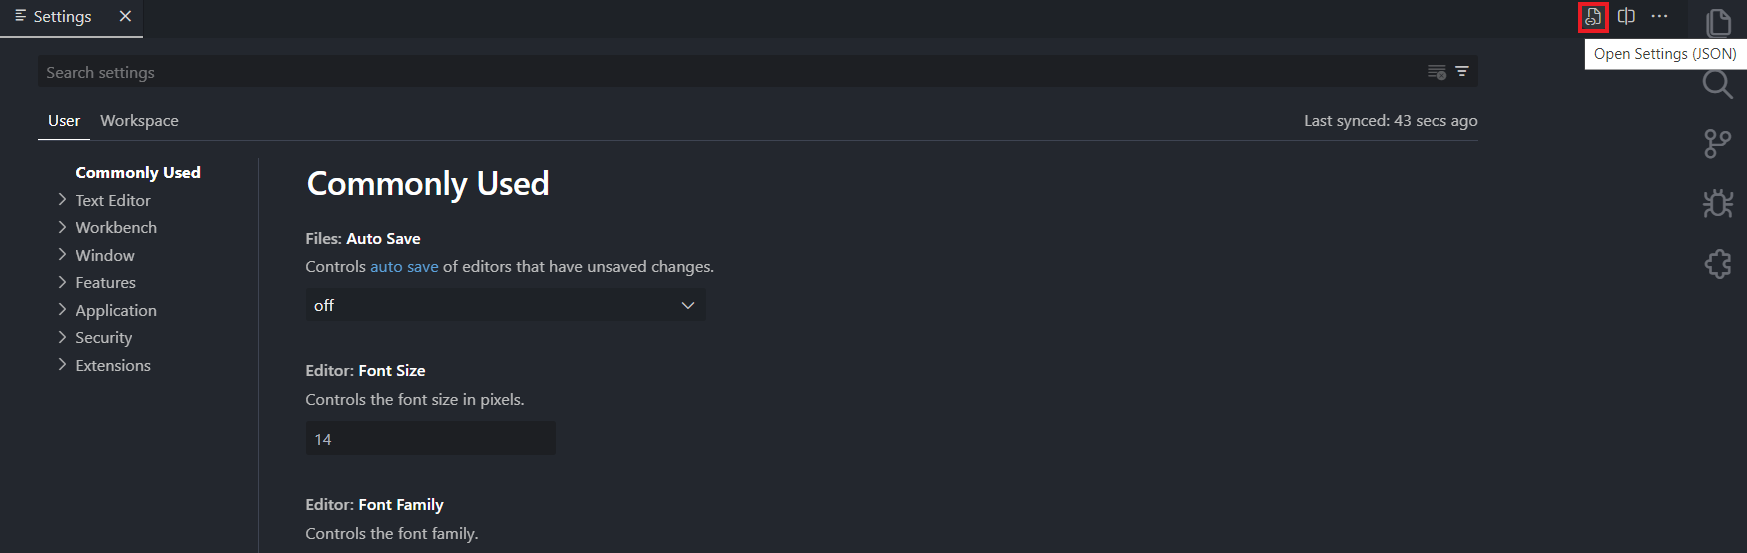 Settings
Open Settings (JSON)
Search settings
User Workspace Last synced: 43 secs ago
Commonly Used
Text Editor
Workbench
Window
Features
Application
Security
Extensions
Commonly Used
Files: Auto Save
Controls auto save of editors that have unsaved changes.
off
Editor: Font Size
Controls the font size in pixels.
14
Editor: Font Family
Controls the font family.